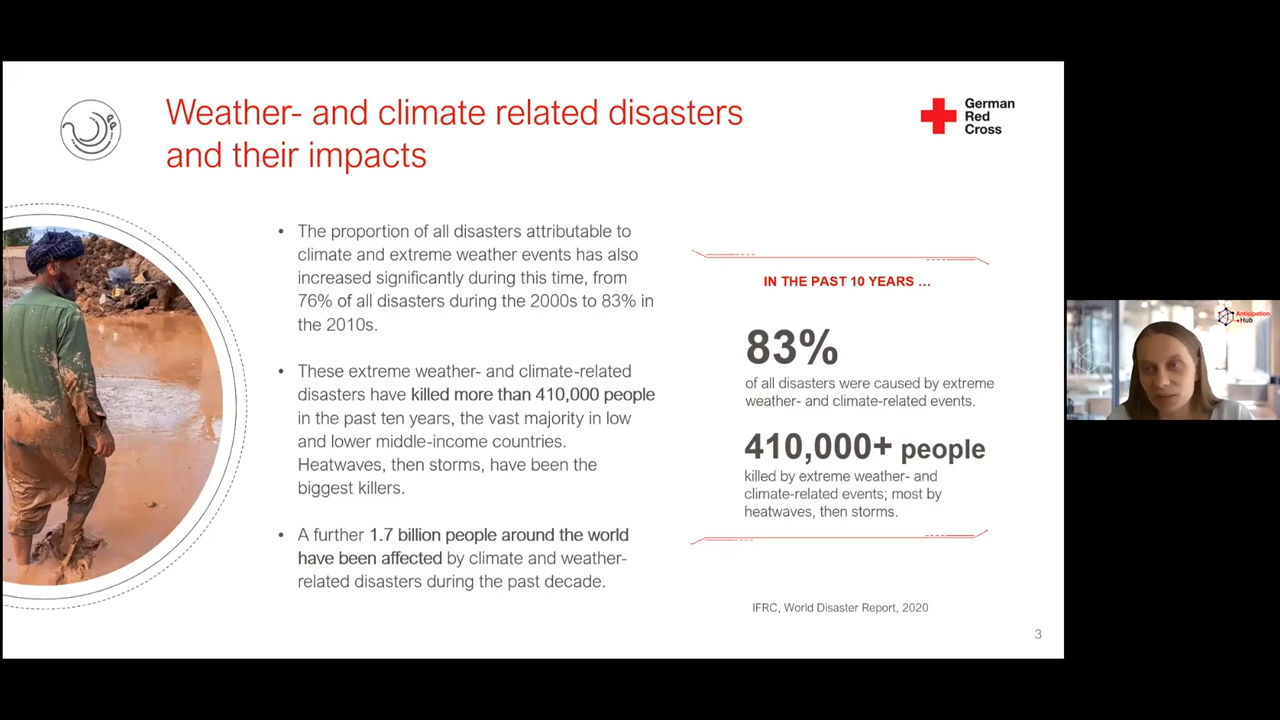 Weather- and climate related disasters
and their impacts
German
Red
Cross
• The proportion of all disasters attributable to
climate and extreme weather events has also
increased significantly during this time, from
76% of all disasters during the 2000s to 83% in
the 2010s.
• These extreme weather- and climate-related
disasters have killed more than 410,000 people
in the past ten years, the vast majority in low
and lower middle-income countries.
Heatwaves, then storms, have been the
biggest killers.
• A further 1.7 billion people around the world
have been affected by climate and weather-
related disasters during the past decade.
IN THE PAST 10 YEARS ...
83%
of all disasters were caused by extreme
weather- and climate-related events.
410,000+ people
killed by extreme weather- and
climate-related events; most by
heatwaves, then storms.
IFRC, World Disaster Report, 2020
3
Anticipation
Hub